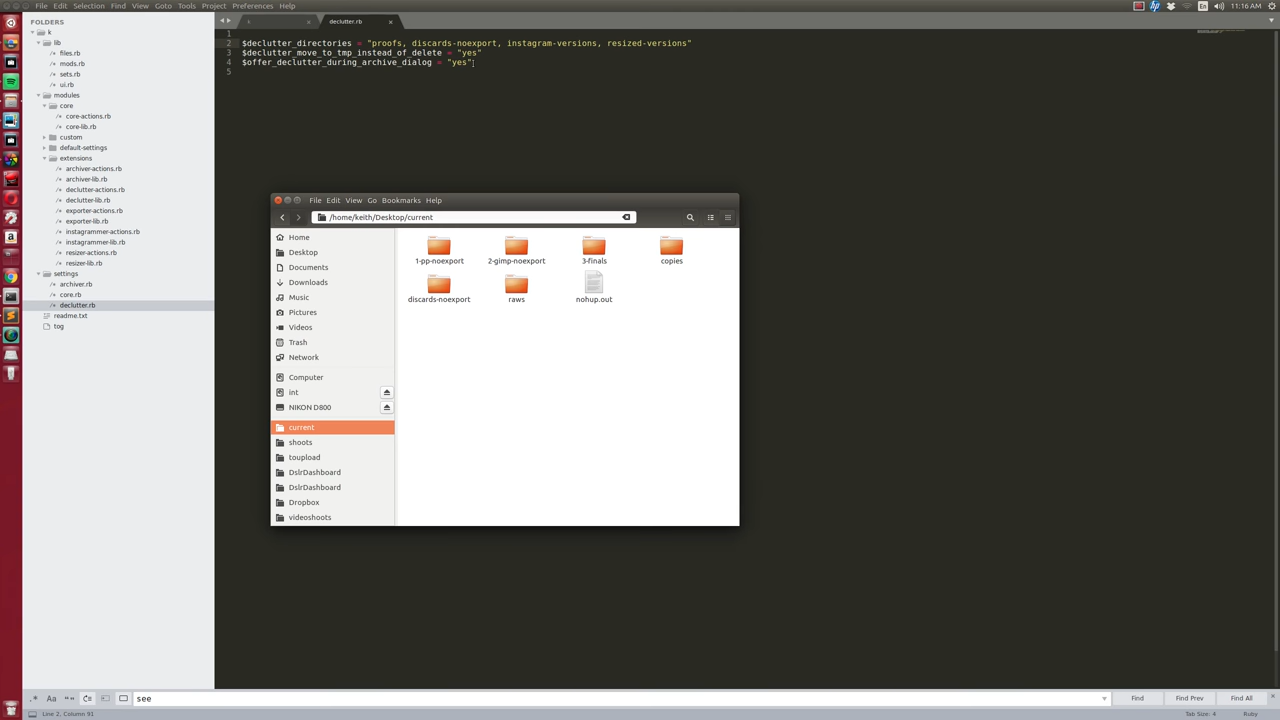 File Edit Selection Find View Goto Tools Project Preferences Help
En 11:16 AM
FOLDERS
k
lib
files.rb
mods.rb
sets.rb
ui.rb
modules
core
core-actions.rb
core-lib.rb
custom
default-settings
extensions
archiver-actions.rb
archiver-lib.rb
declutter-actions.rb
declutter-lib.rb
exporter-actions.rb
exporter-lib.rb
instagrammer-actions.rb
instagrammer-lib.rb
resizer-actions.rb
resizer-lib.rb
settings
archiver.rb
core.rb
declutter.rb
readme.txt
tog
k declutter.rb
1
2 $declutter_directories = "proofs, discards-noexport, instagram-versions, resized-versions"
3 $declutter_move_to_tmp_instead_of_delete = "yes"
4 $offer_declutter_during_archive_dialog = "yes";
5
File Edit View Go Bookmarks Help
/home/keith/Desktop/current
Home
Desktop
Documents
Downloads
Music
Pictures
Videos
Trash
Network
Computer
int
NIKON D800
current
shoots
toupload
DslrDashboard
DslrDashboard
Dropbox
videoshoots
1-pp-noexport 2-gimp-noexport 3-finals copies
discards-noexport raws nohup.out
.* Aa “” see Find Find Prev Find All
Line 2, Column 91 Tab Size: 4 Ruby